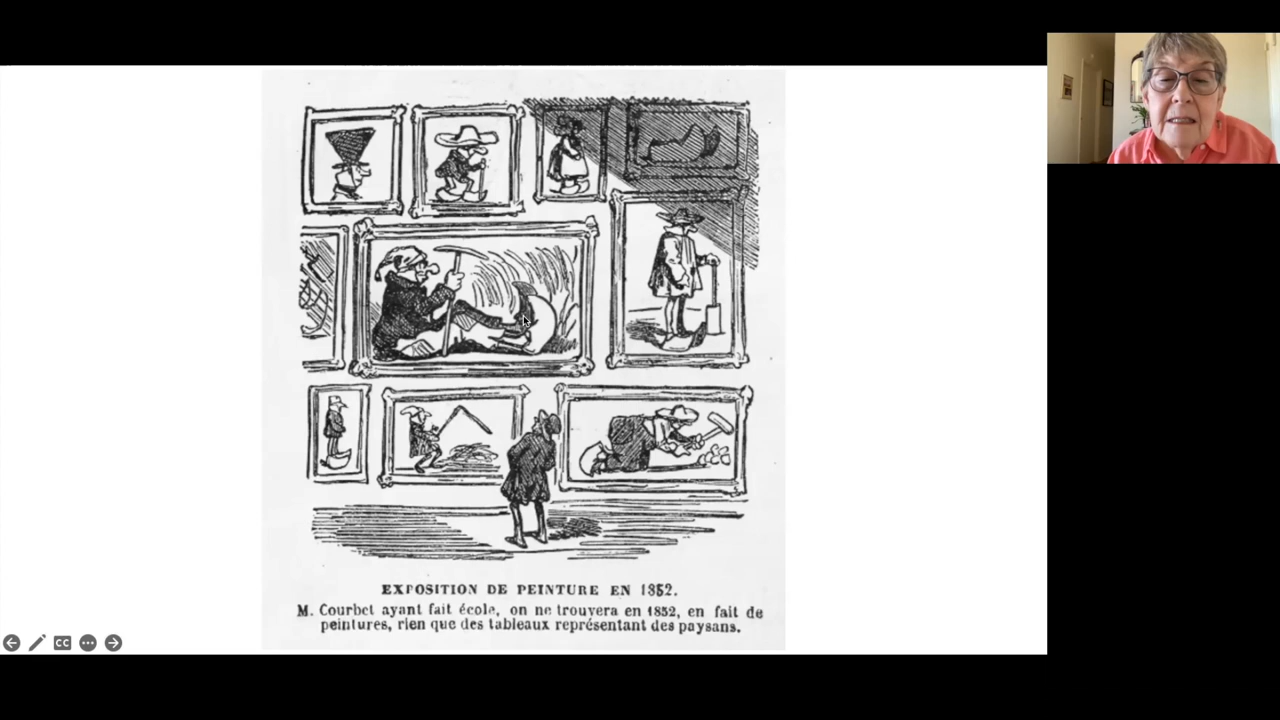 EXPOSITION DE PEINTURE EN 1852.
M. Courbet ayant fait école, on ne trouvera en 1852, en fait de
peintures, rien que des tableaux représentant des paysans.
CC